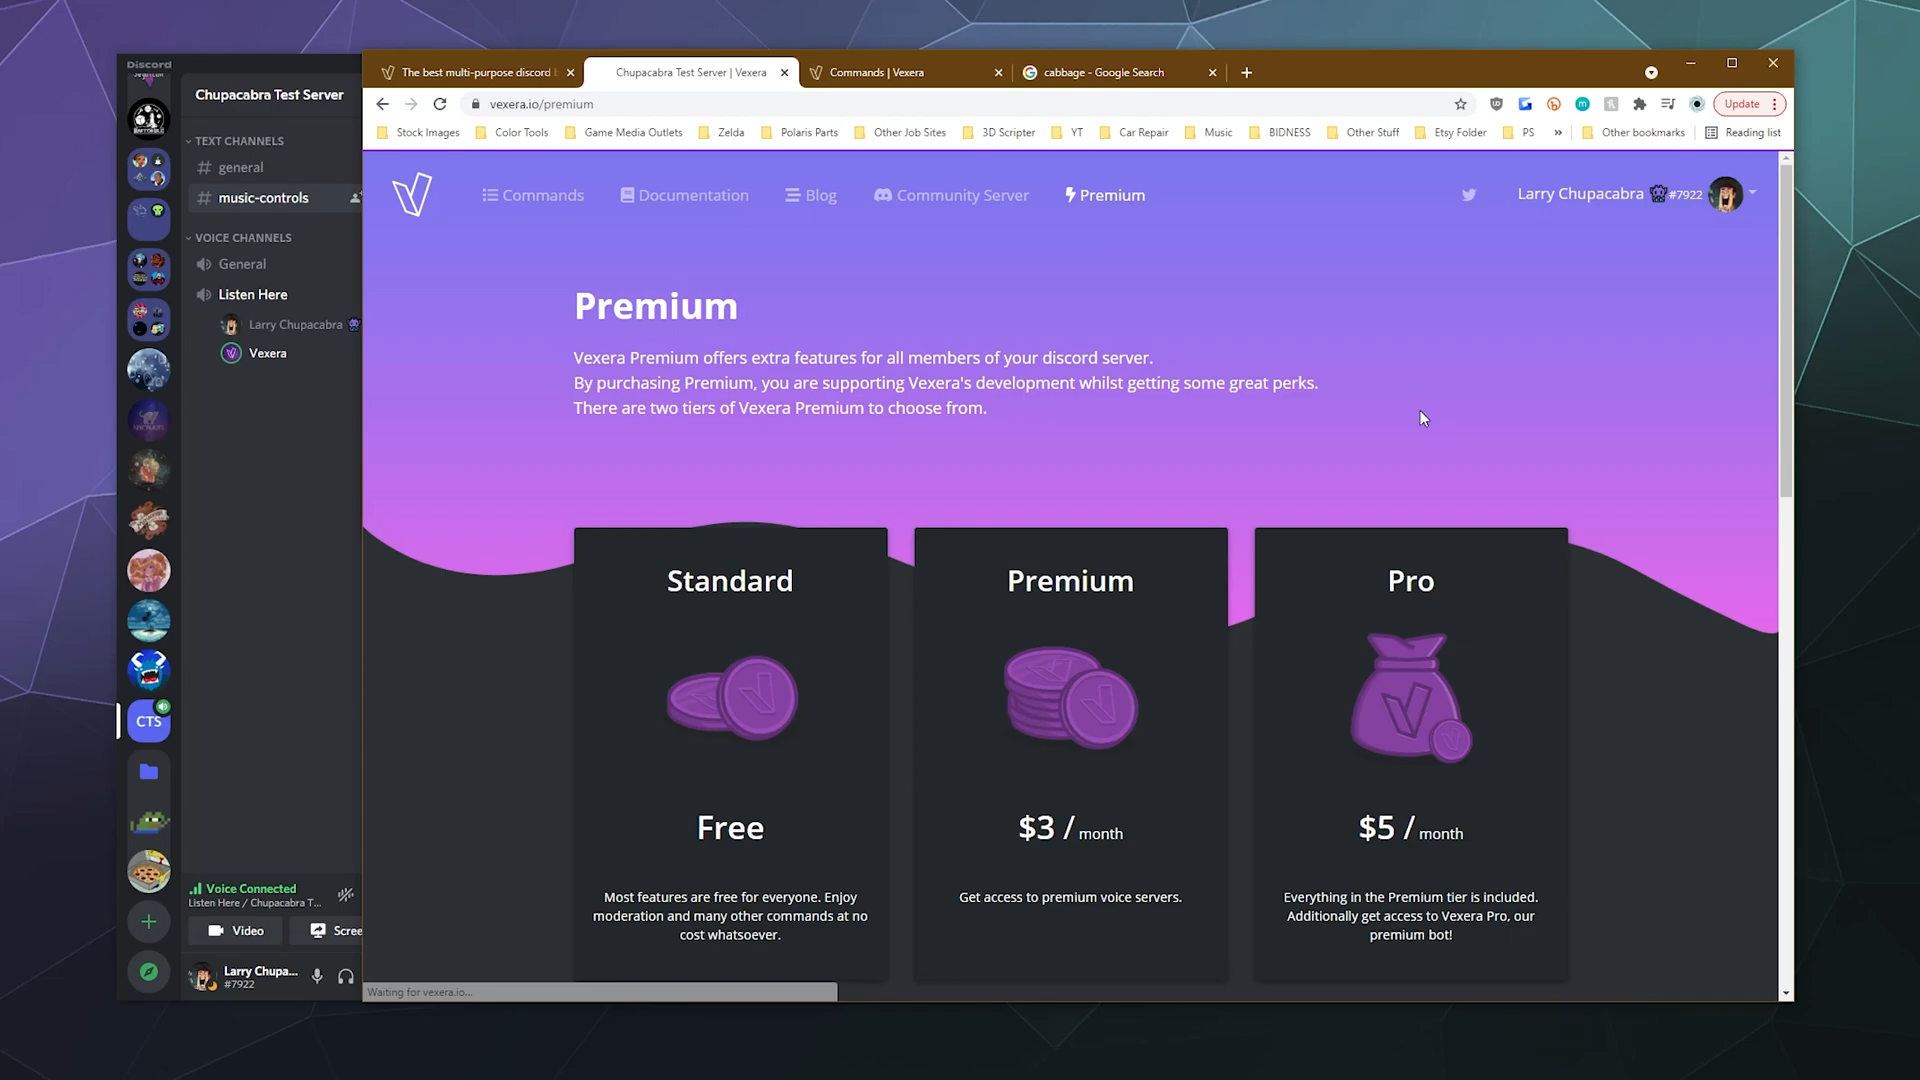 Discord
Chupacabra Test Server
TEXT CHANNELS
general
music-controls
VOICE CHANNELS
General
Listen Here
Larry Chupacabra
Vexera
CTS
Voice Connected
Listen Here / Chupacabra T...
Video
Scree
Larry Chupa...
#7922
The best multi-purpose discord
Chupacabra Test Server | Vexera
Commands | Vexera
cabbage - Google Search
vexera.io/premium
Update
Stock Images
Color Tools
Game Media Outlets
Zelda
Polaris Parts
Other Job Sites
3D Scripter
YT
Car Repair
Music
BIDNESS
Other Stuff
Etsy Folder
PS
»
Other bookmarks
Reading list
Commands
Documentation
Blog
Community Server
Premium
Larry Chupacabra #7922
Premium
Vexera Premium offers extra features for all members of your discord server.
By purchasing Premium, you are supporting Vexera's development whilst getting some great perks.
There are two tiers of Vexera Premium to choose from.
Standard
Free
Most features are free for everyone. Enjoy
moderation and many other commands at no
cost whatsoever.
Premium
$3 / month
Get access to premium voice servers.
Pro
$5 / month
Everything in the Premium tier is included.
Additionally get access to Vexera Pro, our
premium bot!
Waiting for vexera.io...